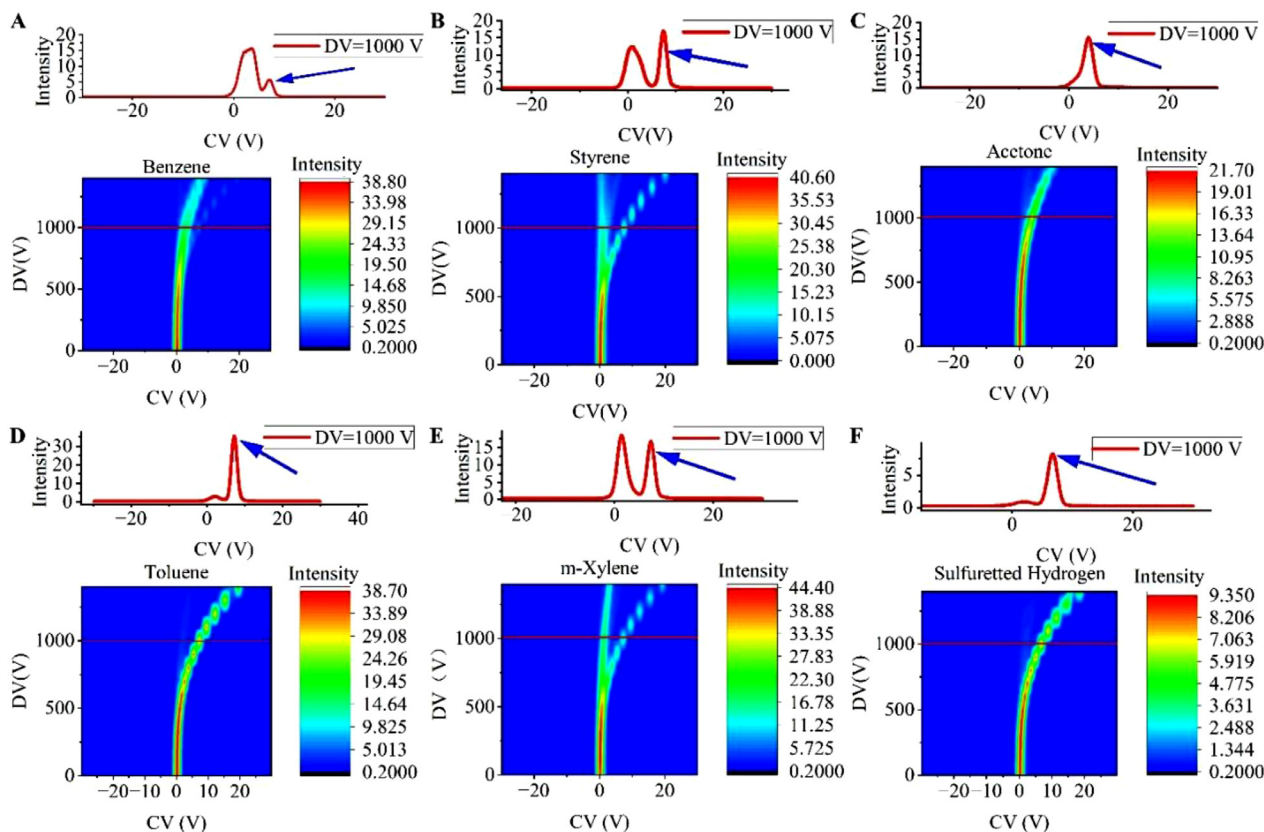 A
Intensity
20
15
10
5
0
DV=1000 V
−20
0
20
CV (V)
Benzene
Intensity
DV(V)
1000
500
0
−20
0
20
CV (V)
38.80
33.98
29.15
24.33
19.50
14.68
9.850
5.025
0.2000
B
Intensity
20
15
10
5
0
DV=1000 V
−20
0
20
CV(V)
Styrene
Intensity
DV(V)
1000
500
0
−20
0
20
CV(V)
40.60
35.53
30.45
25.38
20.30
15.23
10.15
5.075
0.000
C
Intensity
20
15
10
5
0
DV=1000 V
−20
0
20
CV (V)
Acetone
Intensity
DV(V)
1000
500
0
−20
0
20
CV (V)
21.70
19.01
16.33
13.64
10.95
8.263
5.575
2.888
0.2000
D
Intensity
30
20
10
0
DV=1000 V
−20
0
20
40
CV (V)
Toluene
Intensity
DV(V)
1000
500
0
−20
−10
0
10
20
CV (V)
38.70
33.89
29.08
24.26
19.45
14.64
9.825
5.013
0.2000
E
Intensity
15
10
5
0
DV=1000 V
−20
0
20
CV (V)
m-Xylene
Intensity
DV (V)
1000
500
0
−20
0
20
CV (V)
44.40
38.88
33.35
27.83
22.30
16.78
11.25
5.725
0.2000
F
Intensity
5
0
DV=1000 V
0
20
CV (V)
Sulfuretted Hydrogen
Intensity
DV(V)
1000
500
0
−20
−10
0
10
20
CV (V)
9.350
8.206
7.063
5.919
4.775
3.631
2.488
1.344
0.2000